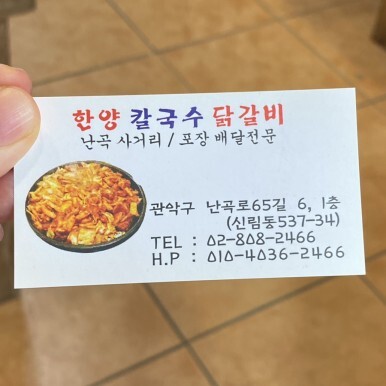 한양 칼국수 닭갈비
난곡 사거리 / 포장 배달전문
관악구 난곡로65길 6, 1층
(신림동537-34)
TEL : 02-808-2466
H.P : 010-4036-2466